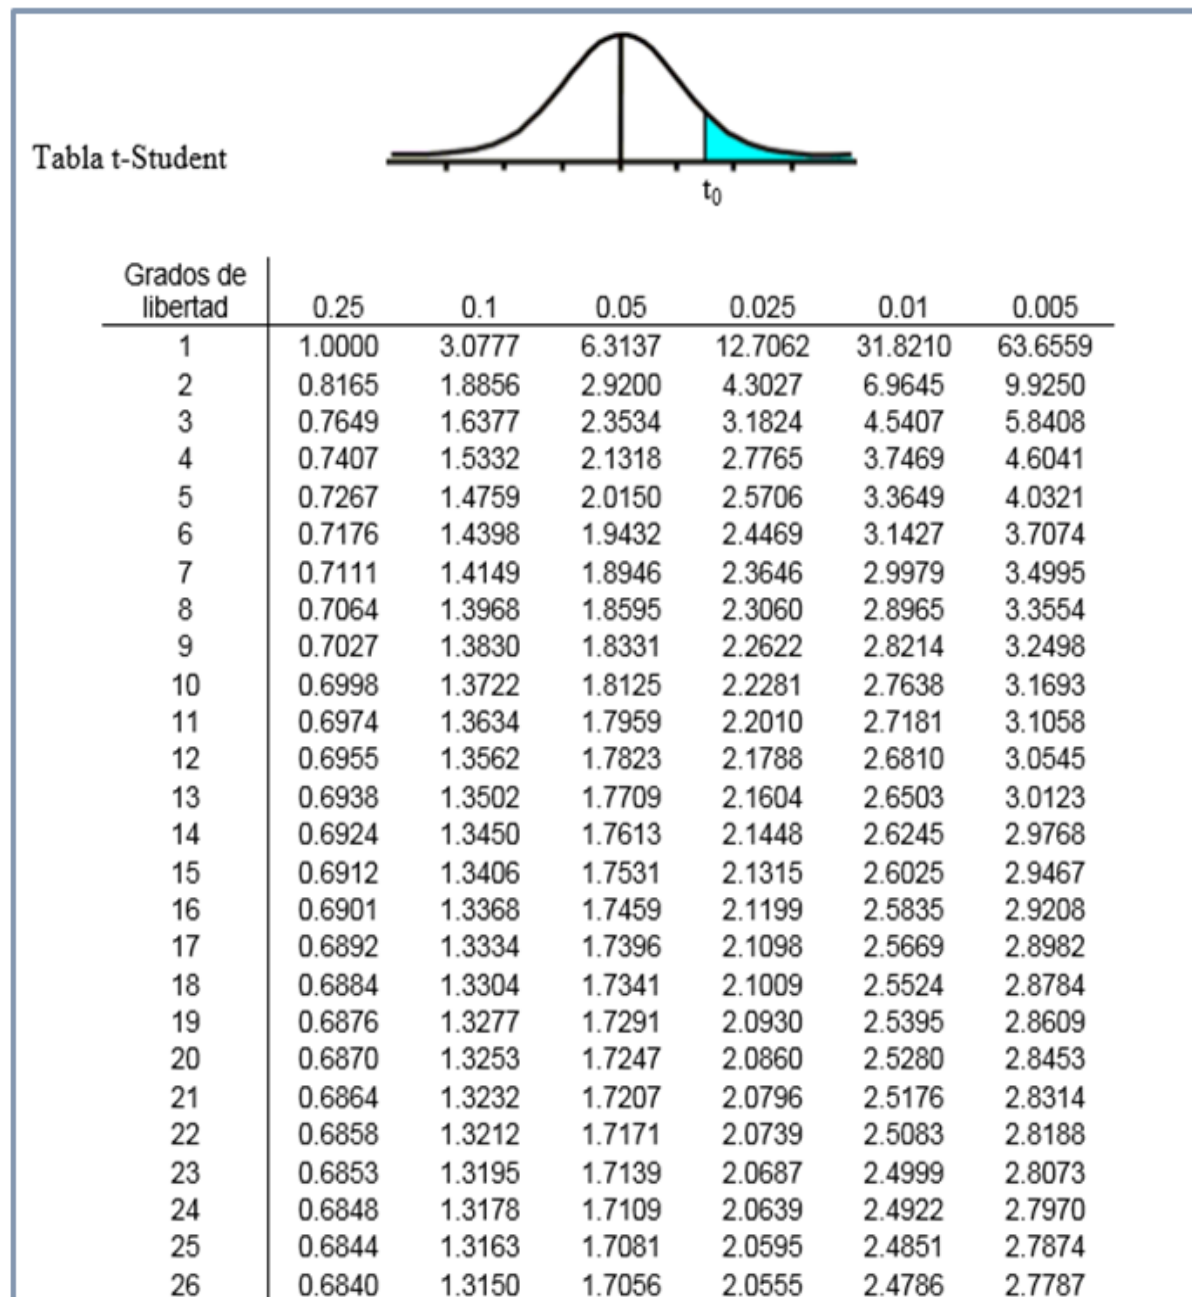 Tabla t-Student
t0
Grados de
libertad 0.25 0.1 0.05 0.025 0.01 0.005
1 1.0000 3.0777 6.3137 12.7062 31.8210 63.6559
2 0.8165 1.8856 2.9200 4.3027 6.9645 9.9250
3 0.7649 1.6377 2.3534 3.1824 4.5407 5.8408
4 0.7407 1.5332 2.1318 2.7765 3.7469 4.6041
5 0.7267 1.4759 2.0150 2.5706 3.3649 4.0321
6 0.7176 1.4398 1.9432 2.4469 3.1427 3.7074
7 0.7111 1.4149 1.8946 2.3646 2.9979 3.4995
8 0.7064 1.3968 1.8595 2.3060 2.8965 3.3554
9 0.7027 1.3830 1.8331 2.2622 2.8214 3.2498
10 0.6998 1.3722 1.8125 2.2281 2.7638 3.1693
11 0.6974 1.3634 1.7959 2.2010 2.7181 3.1058
12 0.6955 1.3562 1.7823 2.1788 2.6810 3.0545
13 0.6938 1.3502 1.7709 2.1604 2.6503 3.0123
14 0.6924 1.3450 1.7613 2.1448 2.6245 2.9768
15 0.6912 1.3406 1.7531 2.1315 2.6025 2.9467
16 0.6901 1.3368 1.7459 2.1199 2.5835 2.9208
17 0.6892 1.3334 1.7396 2.1098 2.5669 2.8982
18 0.6884 1.3304 1.7341 2.1009 2.5524 2.8784
19 0.6876 1.3277 1.7291 2.0930 2.5395 2.8609
20 0.6870 1.3253 1.7247 2.0860 2.5280 2.8453
21 0.6864 1.3232 1.7207 2.0796 2.5176 2.8314
22 0.6858 1.3212 1.7171 2.0739 2.5083 2.8188
23 0.6853 1.3195 1.7139 2.0687 2.4999 2.8073
24 0.6848 1.3178 1.7109 2.0639 2.4922 2.7970
25 0.6844 1.3163 1.7081 2.0595 2.4851 2.7874
26 0.6840 1.3150 1.7056 2.0555 2.4786 2.7787